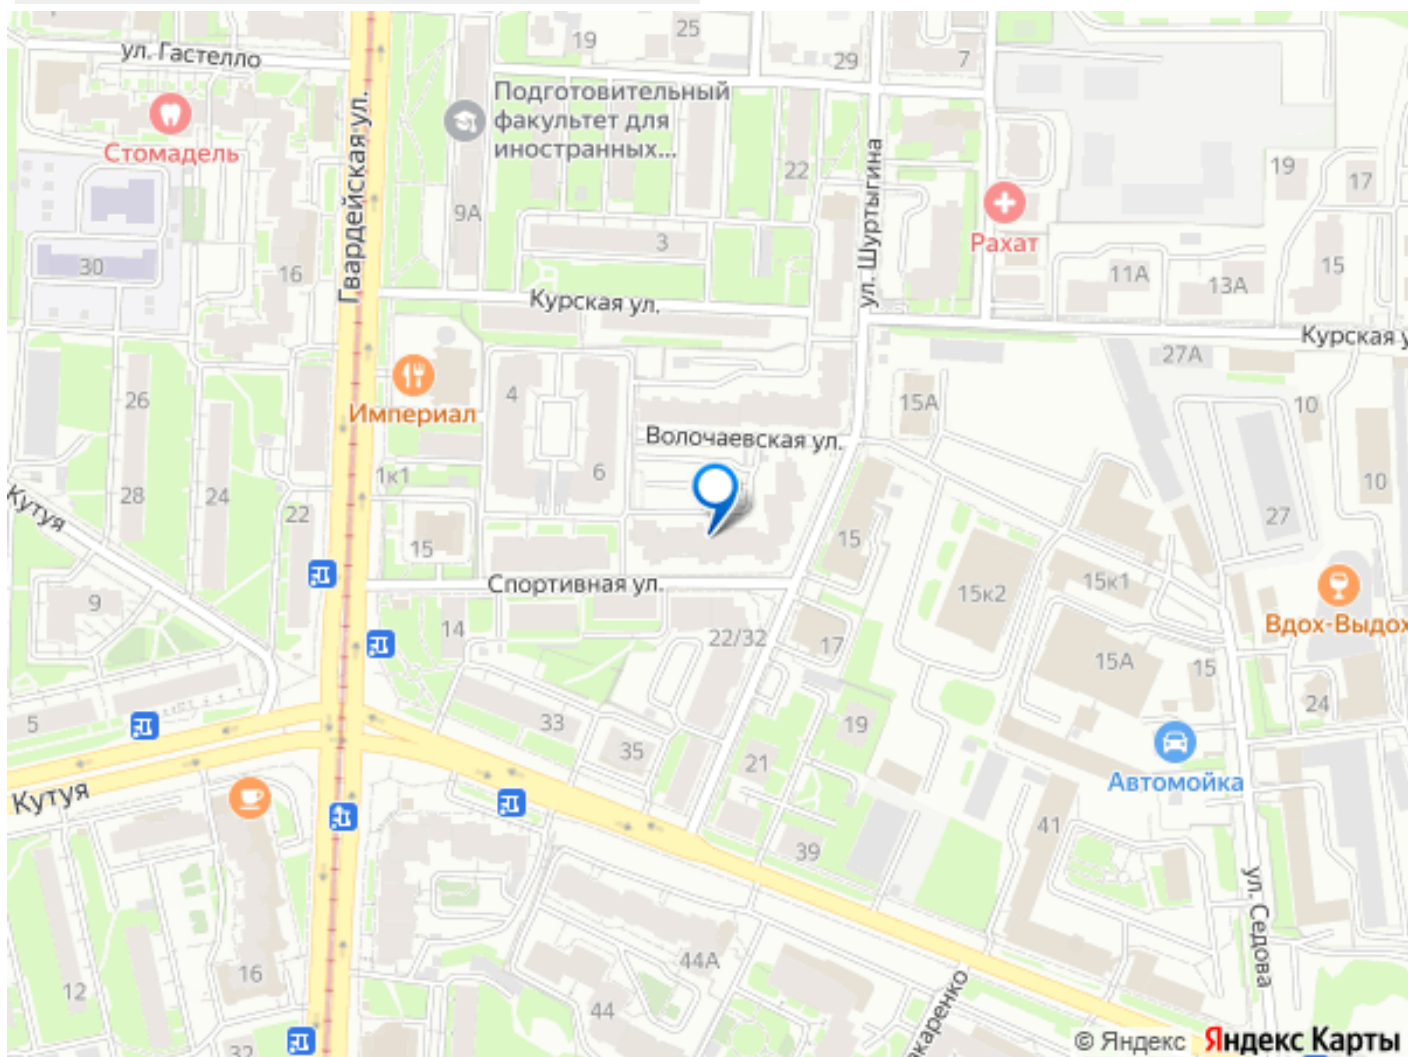 ул. Гастелло
19
25
29
7
Подготовительный
факультет для
иностранных...
Стомадель
Гвардейская ул.
ул. Шуртыгина
22
19
17
9А
3
Рахат
30
16
11А
13А
15
Курская ул.
Курская у
27А
4
Империал
26
15А
10
Волочаевская ул.
6
1к1
28
24
22
Кутуя
10
27
15
15
Спортивная ул.
15к2
15к1
9
14
22/32
17
Вдох-Выдох
15А
15
24
5
33
35
19
21
Автомойка
Кутуя
41
39
ул. Седова
16
12
44А
44
акаренко
32
© Яндекс Яндекс Карты